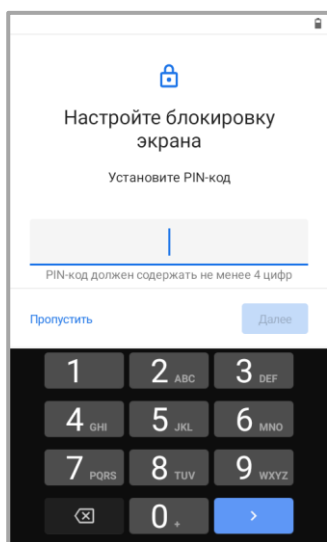 Настройте блокировку
экрана
Установите PIN-код
PIN-код должен содержать не менее 4 цифр
Пропустить Далее
1 2 ABC 3 DEF
4 GHI 5 JKL 6 MNO
7 PQRS 8 TUV 9 WXYZ
0 +